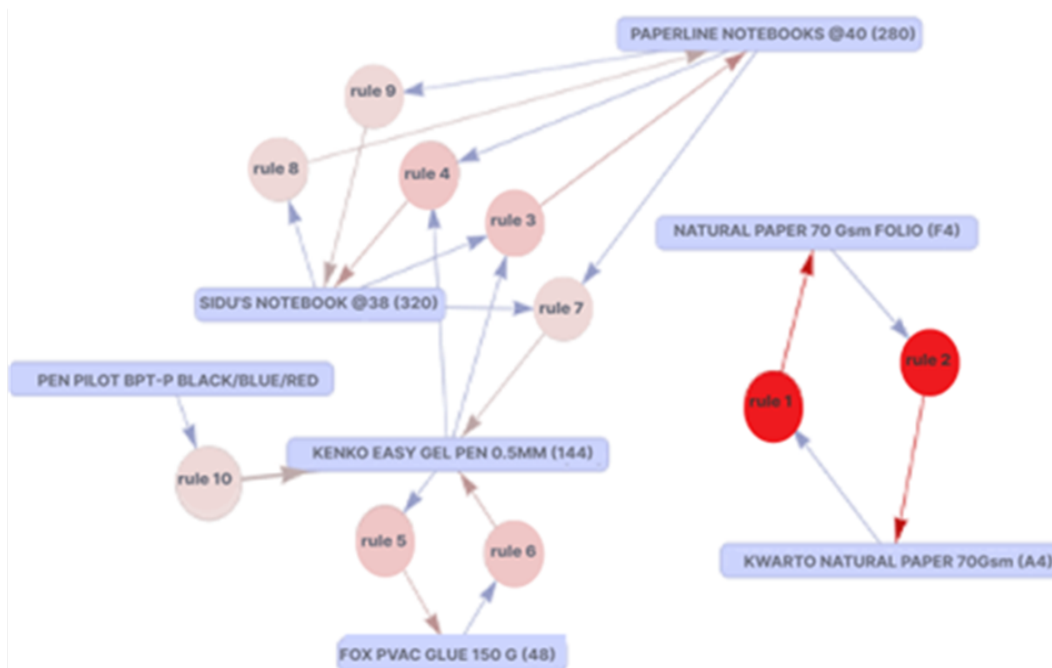 PAPERLINE NOTEBOOKS @40 (280)
rule 9
rule 8
rule 4
rule 3
NATURAL PAPER 70 Gsm FOLIO (F4)
SIDU'S NOTEBOOK @38 (320)
rule 7
rule 2
PEN PILOT BPT-P BLACK/BLUE/RED
rule 1
KENKO EASY GEL PEN 0.5MM (144)
rule 10
rule 5
rule 6
KWARTO NATURAL PAPER 70Gsm (A4)
FOX PVAC GLUE 150 G (48)